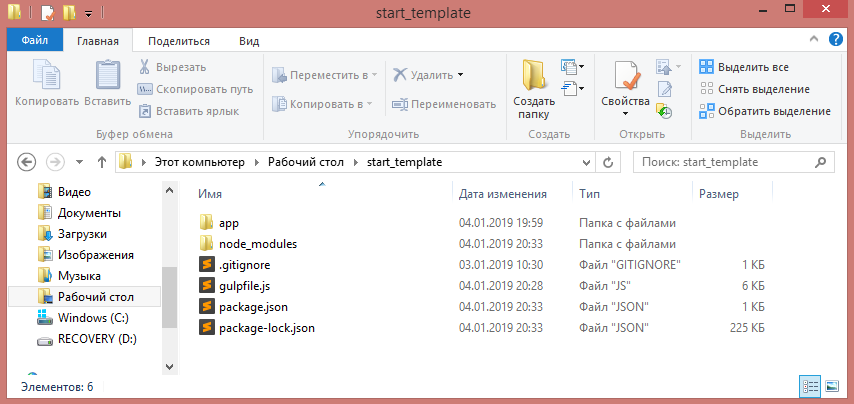 start_template
Файл Главная Поделиться Вид
Копировать
Вставить
Вырезать
Скопировать путь
Вставить ярлык
Буфер обмена
Переместить в
Копировать в
Удалить
Переименовать
Упорядочить
Создать
папку
Создать
Свойства
Открыть
Выделить все
Снять выделение
Обратить выделение
Выделить
Этот компьютер Рабочий стол start_template
Поиск: start_template
Видео
Документы
Загрузки
Изображения
Музыка
Рабочий стол
Windows (C:)
RECOVERY (D:)
Имя Дата изменения Тип Размер
app 04.01.2019 19:59 Папка с файлами
node_modules 04.01.2019 20:33 Папка с файлами
.gitignore 03.01.2019 10:30 Файл "GITIGNORE" 1 КБ
gulpfile.js 04.01.2019 20:28 Файл "JS" 6 КБ
package.json 04.01.2019 20:33 Файл "JSON" 1 КБ
package-lock.json 04.01.2019 20:33 Файл "JSON" 225 КБ
Элементов: 6